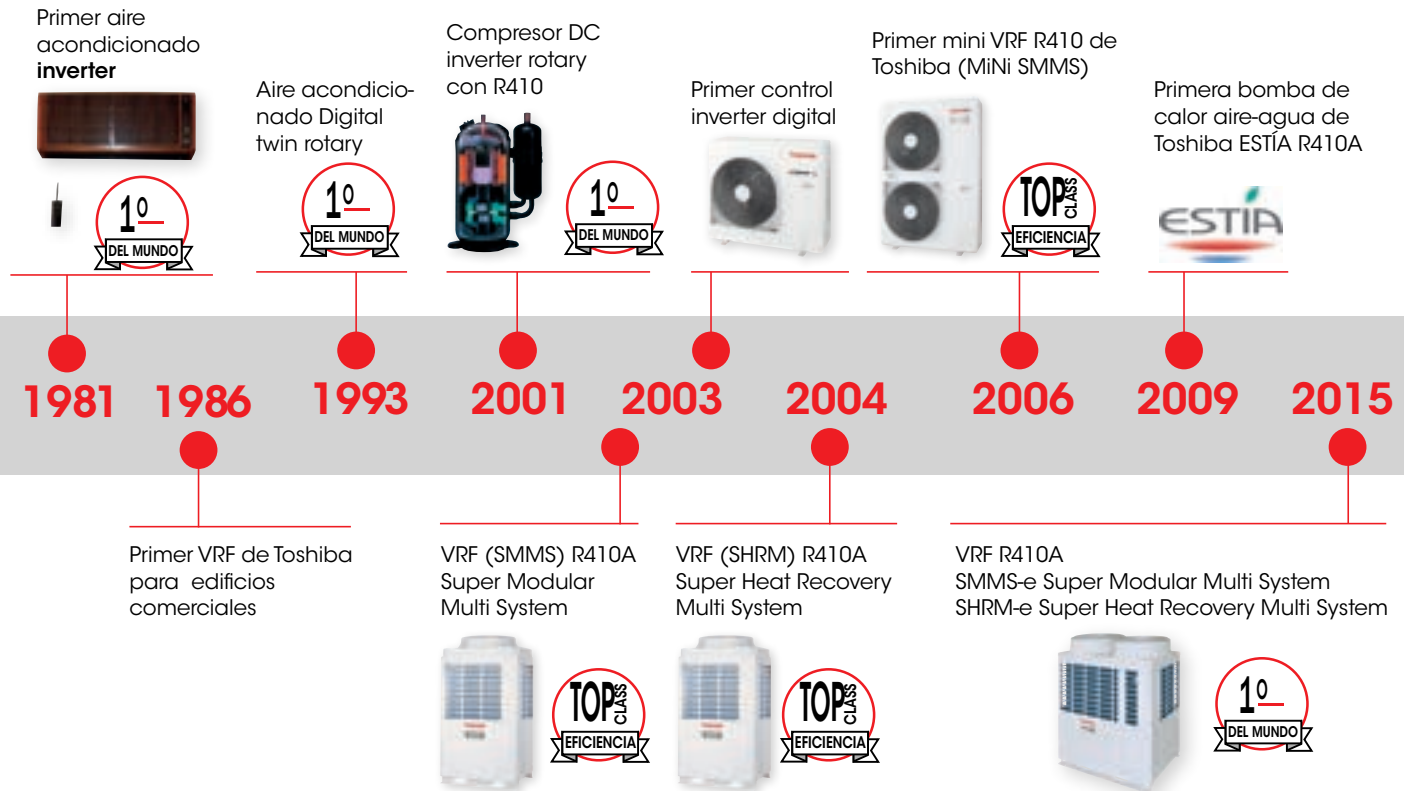 Primer aire
acondicionado
inverter
1º
DEL MUNDO
Aire acondicio-
nado Digital
twin rotary
1º
DEL MUNDO
Compresor DC
inverter rotary
con R410
1º
DEL MUNDO
Primer control
inverter digital
Primer mini VRF R410 de
Toshiba (MiNi SMMS)
TOP CLASS
EFICIENCIA
Primera bomba de
calor aire-agua de
Toshiba ESTÍA R410A
ESTÍA
1981 1986 1993 2001 2003 2004 2006 2009 2015
Primer VRF de Toshiba
para edificios
comerciales
VRF (SMMS) R410A
Super Modular
Multi System
TOP CLASS
EFICIENCIA
VRF (SHRM) R410A
Super Heat Recovery
Multi System
TOP CLASS
EFICIENCIA
VRF R410A
SMMS-e Super Modular Multi System
SHRM-e Super Heat Recovery Multi System
1º
DEL MUNDO